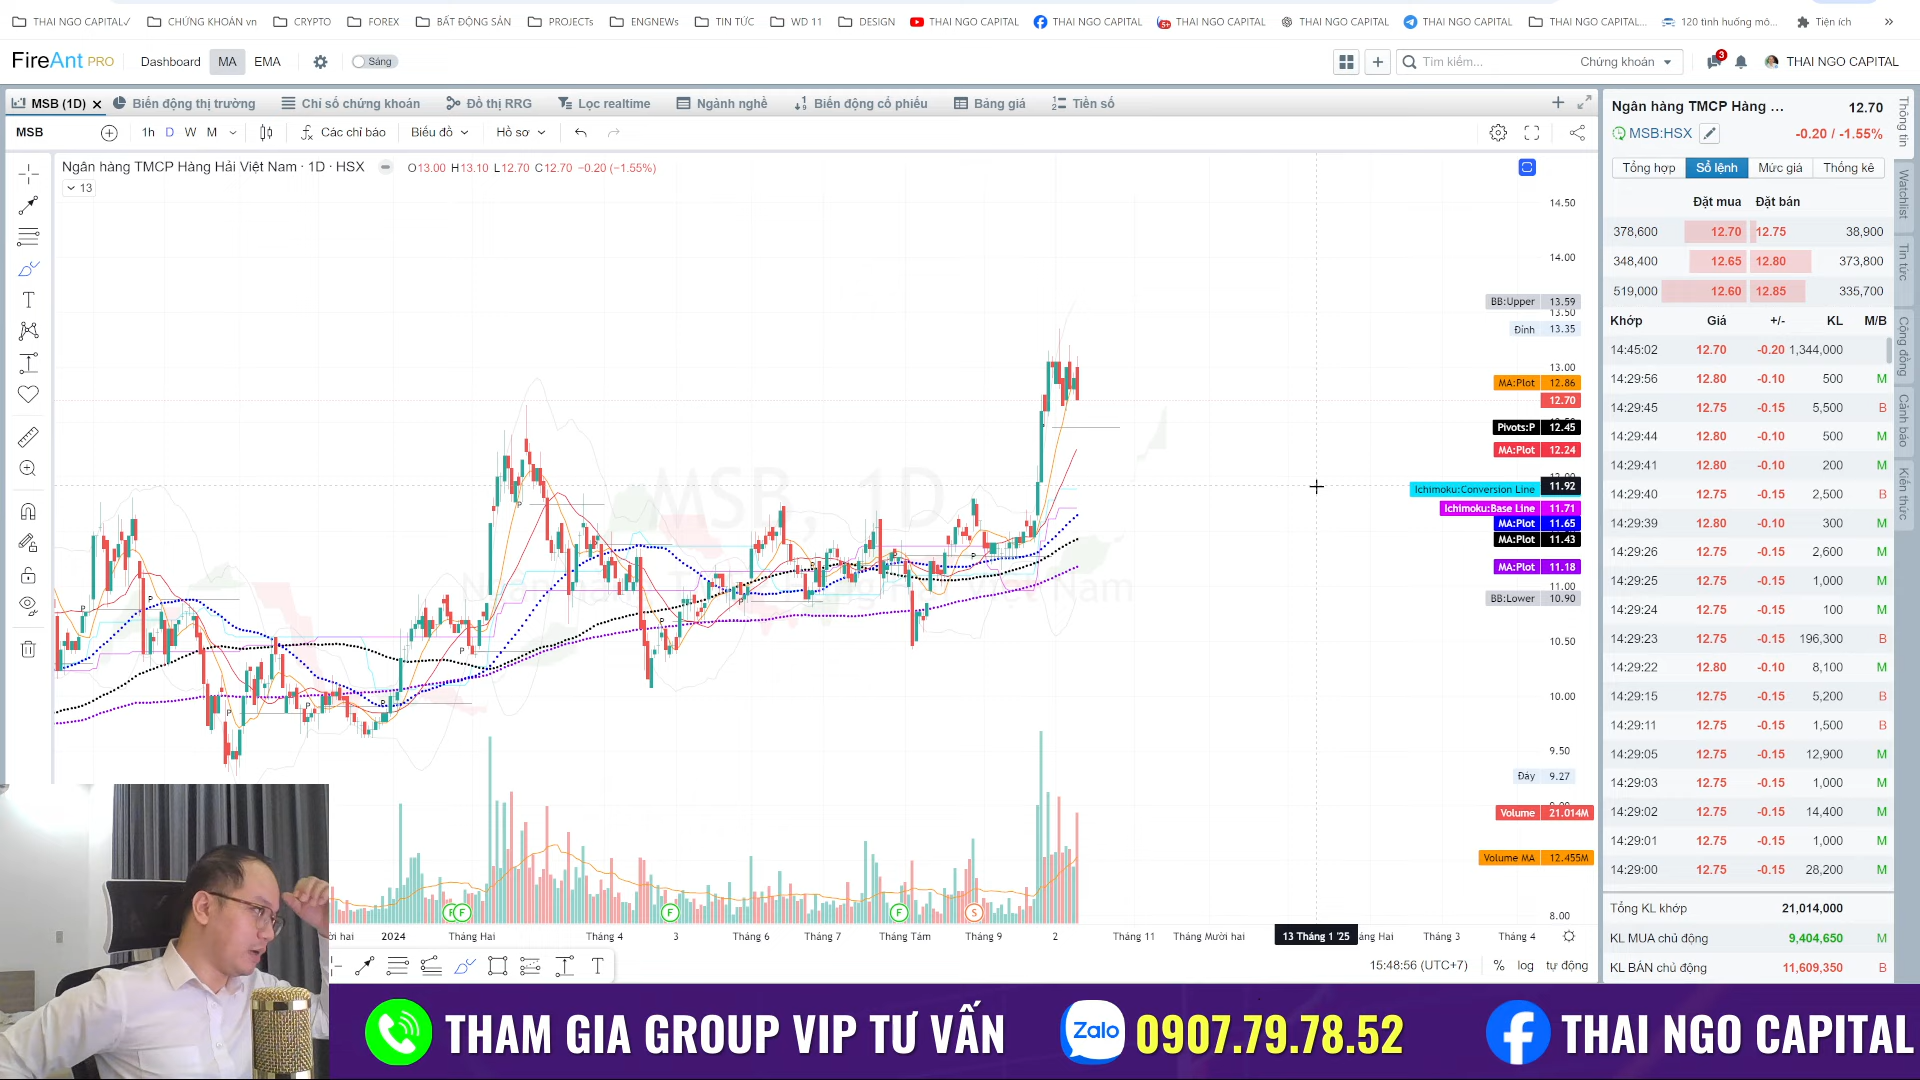 THAI NGO CAPITAL✓ CHỨNG KHOÁN vn CRYPTO FOREX BẤT ĐỘNG SẢN PROJECTs ENGNEWs TIN TỨC WD 11 DESIGN THAI NGO CAPITAL THAI NGO CAPITAL THAI NGO CAPITAL THAI NGO CAPITAL THAI NGO CAPITAL THAI NGO CAPITAL... 120 tình huống mô... Tiện ích
FireAnt PRO Dashboard MA EMA Sáng Tìm kiếm... Chứng khoán 3 THAI NGO CAPITAL
MSB (1D) Biến động thị trường Chỉ số chứng khoán Đồ thị RRG Lọc realtime Ngành nghề Biến động cổ phiếu Bảng giá Tiền số
MSB 1h D W M Các chỉ báo Biểu đồ Hồ sơ
Ngân hàng TMCP Hàng Hải Việt Nam · 1D · HSX O13.00 H13.10 L12.70 C12.70 −0.20 (−1.55%)
13
MSB, 1D
14.50
14.00
BB:Upper 13.59
13.50
Đỉnh 13.35
13.00
MA:Plot 12.86
12.70
Pivots:P 12.45
MA:Plot 12.24
Ichimoku:Conversion Line 11.92
Ichimoku:Base Line 11.71
MA:Plot 11.65
MA:Plot 11.43
MA:Plot 11.18
11.00
BB:Lower 10.90
10.50
10.00
9.50
Đáy 9.27
Volume 21.014M
Volume MA 12.455M
8.00
2024 Tháng Hai Tháng 4 3 Tháng 6 Tháng 7 Tháng Tám Tháng 9 2 Tháng 11 Tháng Mười hai 13 Tháng 1 '25 Tháng 3 Tháng 4
15:48:56 (UTC+7) % log tự động
Ngân hàng TMCP Hàng ... 12.70
MSB:HSX -0.20 / -1.55%
Tổng hợp Sổ lệnh Mức giá Thống kê
Đặt mua Đặt bán
378,600 12.70 12.75 38,900
348,400 12.65 12.80 373,800
519,000 12.60 12.85 335,700
Khớp Giá +/- KL M/B
14:45:02 12.70 -0.20 1,344,000
14:29:56 12.80 -0.10 500 M
14:29:45 12.75 -0.15 5,500 B
14:29:44 12.80 -0.10 500 M
14:29:41 12.80 -0.10 200 M
14:29:40 12.75 -0.15 2,500 B
14:29:39 12.80 -0.10 300 M
14:29:26 12.75 -0.15 2,600 M
14:29:25 12.75 -0.15 1,000 M
14:29:24 12.75 -0.15 100 M
14:29:23 12.75 -0.15 196,300 B
14:29:22 12.80 -0.10 8,100 M
14:29:15 12.75 -0.15 5,200 B
14:29:11 12.75 -0.15 1,500 B
14:29:05 12.75 -0.15 12,900 M
14:29:03 12.75 -0.15 1,000 M
14:29:02 12.75 -0.15 14,400 M
14:29:01 12.75 -0.15 1,000 M
14:29:00 12.75 -0.15 28,200 M
Tổng KL khớp 21,014,000
KL MUA chủ động 9,404,650 M
KL BÁN chủ động 11,609,350 B
Thông tin
Watchlist
Tin tức
Cộng đồng
Cảnh báo
Kiến thức
THAM GIA GROUP VIP TƯ VẤN Zalo 0907.79.78.52 THAI NGO CAPITAL